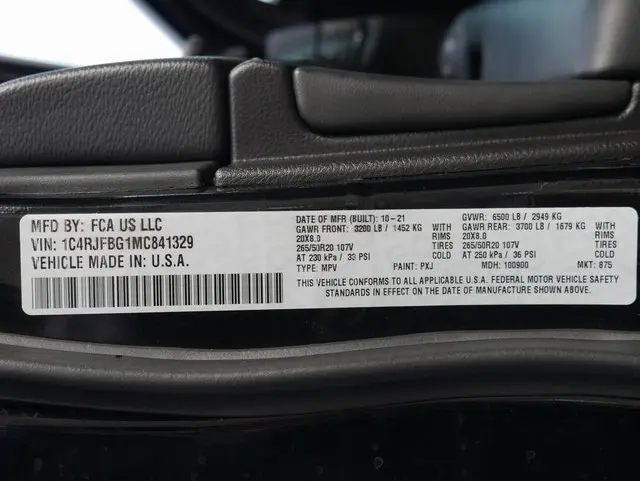 MFD BY: FCA US LLC
VIN: 1C4RJFBG1MC841329
VEHICLE MADE IN U.S.A.
DATE OF MFR (BUILT): 10-21 GVWR: 6500 LB / 2949 KG
GAWR FRONT: 3200 LB / 1452 KG WITH GAWR REAR: 3700 LB / 1679 KG WITH
20X8.0 RIMS 20X8.0 RIMS
265/50R20 107V 265/50R20 107V
AT 230 kPa / 33 PSI AT 250 kPa / 36 PSI
TYPE: MPV PAINT: PXJ MDH: 100900 MKT: 875
THIS VEHICLE CONFORMS TO ALL APPLICABLE U.S.A. FEDERAL MOTOR VEHICLE SAFETY
STANDARDS IN EFFECT ON THE DATE OF MANUFACTURE SHOWN ABOVE.